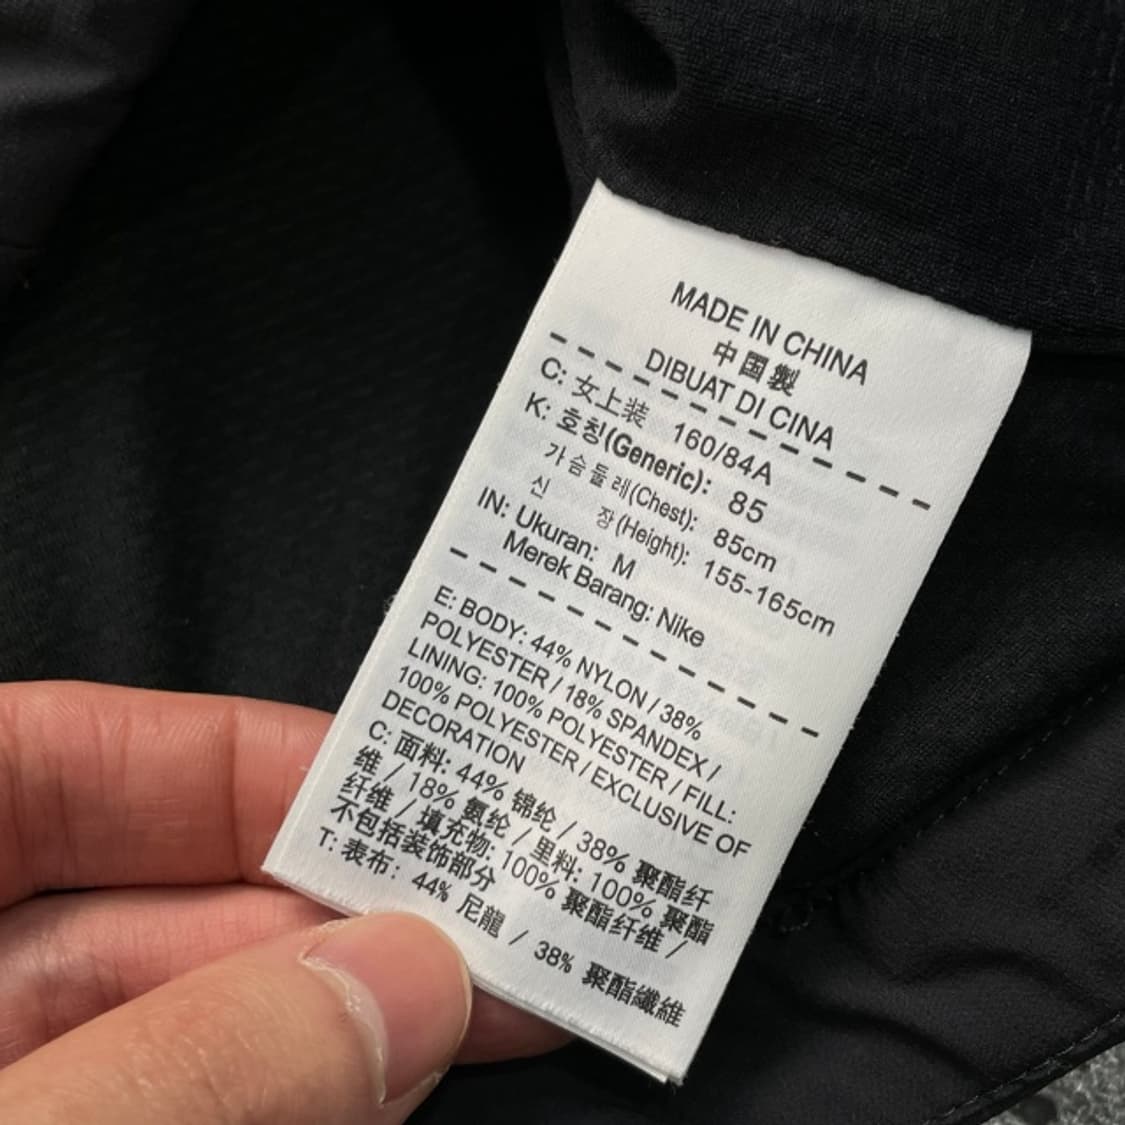 MADE IN CHINA
中国製
DIBUAT DI CINA
C: 女上装 160/84A
K: 호칭(Generic): 85
가슴둘레(Chest): 85cm
신 장(Height): 155-165cm
IN: Ukuran: M
Merek Barang: Nike
E: BODY: 44% NYLON / 38%
POLYESTER / 18% SPANDEX /
LINING: 100% POLYESTER / FILL:
100% POLYESTER / EXCLUSIVE OF
DECORATION
C: 面料: 44% 锦纶 / 38% 聚酯纤
维 / 18% 氨纶 / 里料: 100% 聚酯
纤维 / 填充物: 100% 聚酯纤维 /
不包括装饰部分
T: 表布: 44% 尼龍 / 38% 聚酯纖維